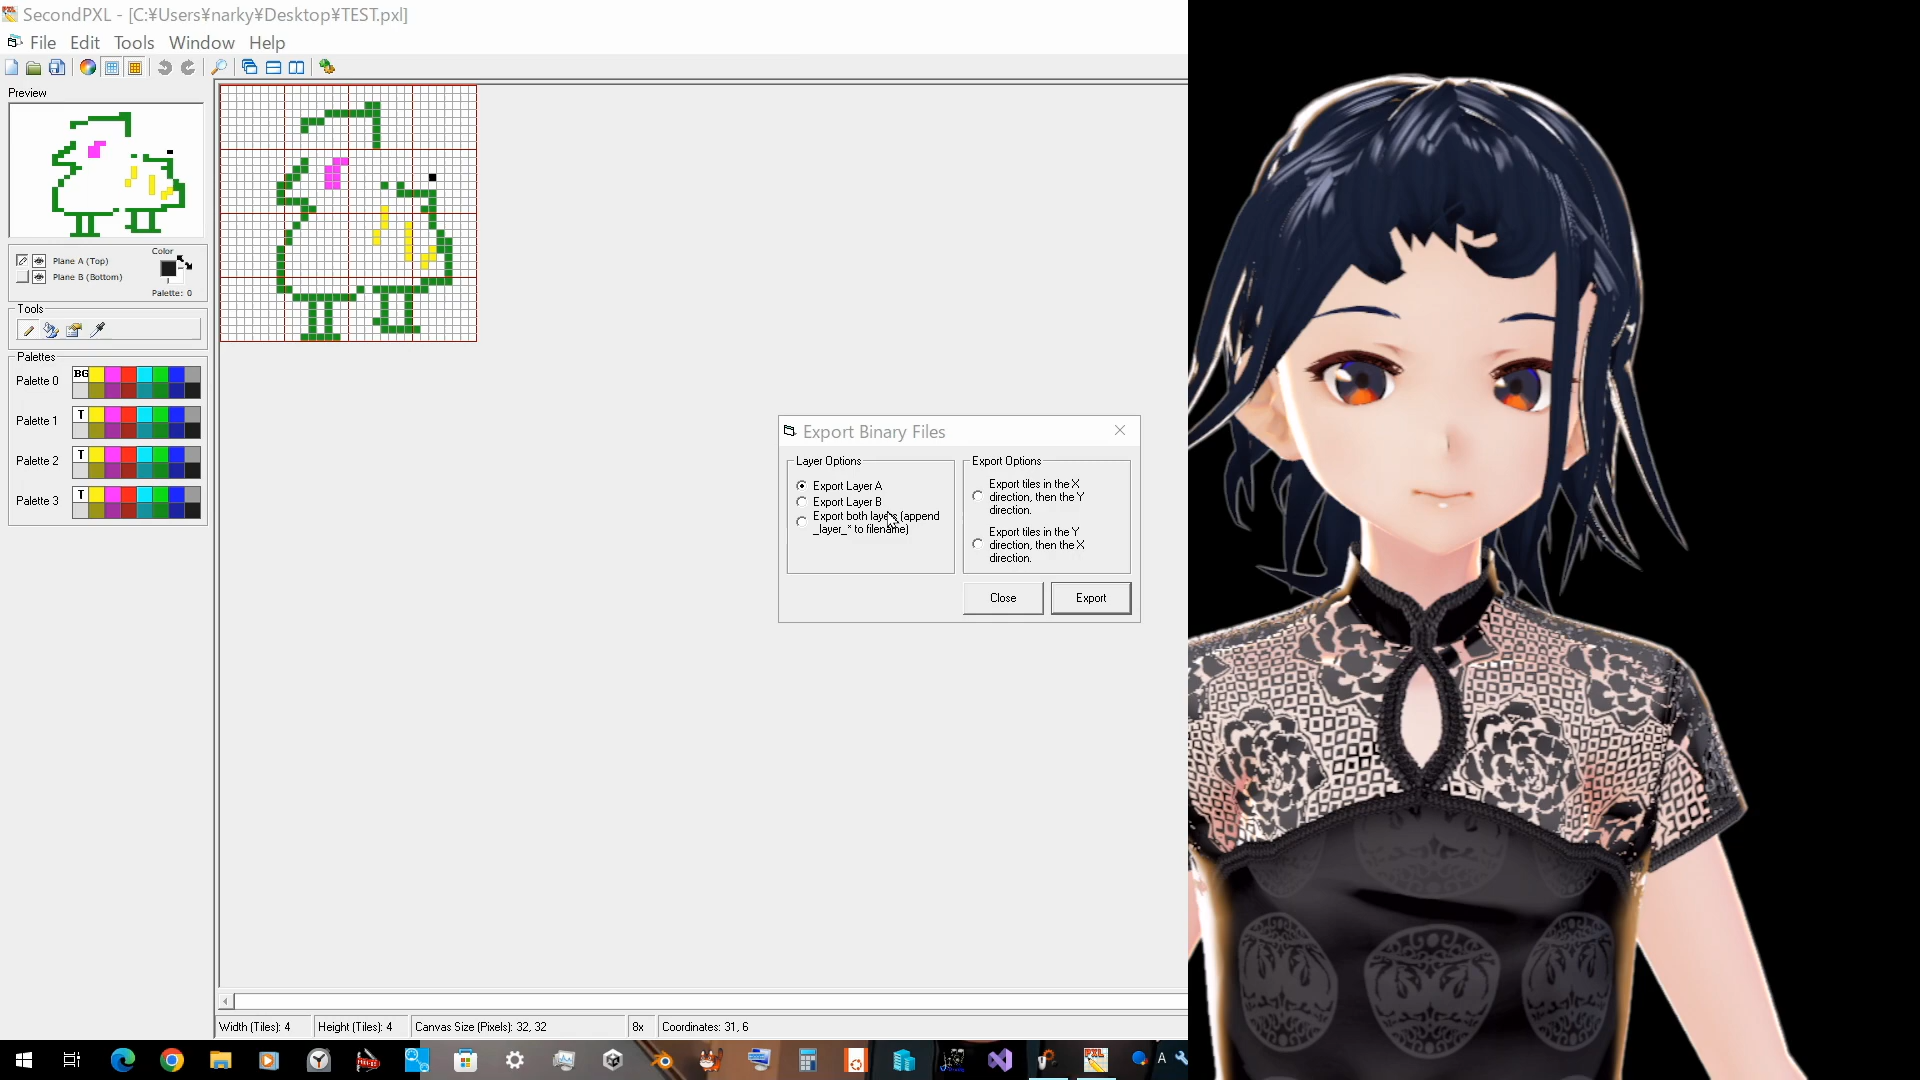 SecondPXL - [C:¥Users¥narky¥Desktop¥TEST.pxl]
File Edit Tools Window Help
Preview
Plane A (Top)
Plane B (Bottom)
Color
Palette: 0
Tools
Palettes
Palette 0
BG
Palette 1
T
Palette 2
T
Palette 3
T
Export Binary Files
Layer Options
Export Layer A
Export Layer B
Export both layers (append
_layer_* to filename)
Export Options
Export tiles in the X
direction, then the Y
direction.
Export tiles in the Y
direction, then the X
direction.
Close
Export
Width (Tiles): 4
Height (Tiles): 4
Canvas Size (Pixels): 32, 32
8x
Coordinates: 31, 6
PXL
A